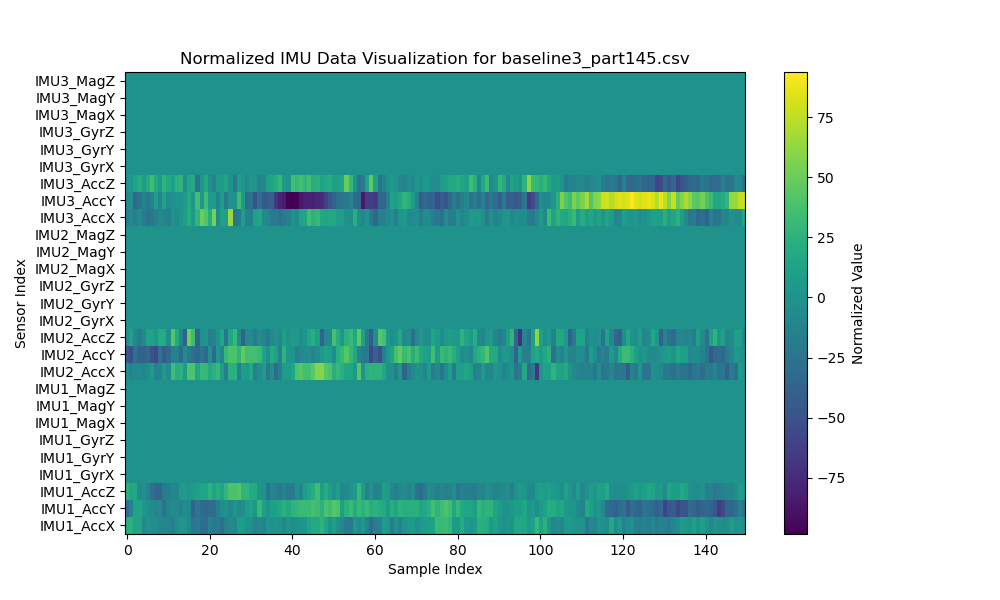 Normalized IMU Data Visualization for baseline3_part145.csv
IMU3_MagZ
IMU3_MagY
IMU3_MagX
IMU3_GyrZ
IMU3_GyrY
IMU3_GyrX
IMU3_AccZ
IMU3_AccY
IMU3_AccX
IMU2_MagZ
IMU2_MagY
IMU2_MagX
IMU2_GyrZ
IMU2_GyrY
IMU2_GyrX
IMU2_AccZ
IMU2_AccY
IMU2_AccX
IMU1_MagZ
IMU1_MagY
IMU1_MagX
IMU1_GyrZ
IMU1_GyrY
IMU1_GyrX
IMU1_AccZ
IMU1_AccY
IMU1_AccX
Sensor Index
0 20 40 60 80 100 120 140
Sample Index
75
50
25
0
−25
−50
−75
Normalized Value